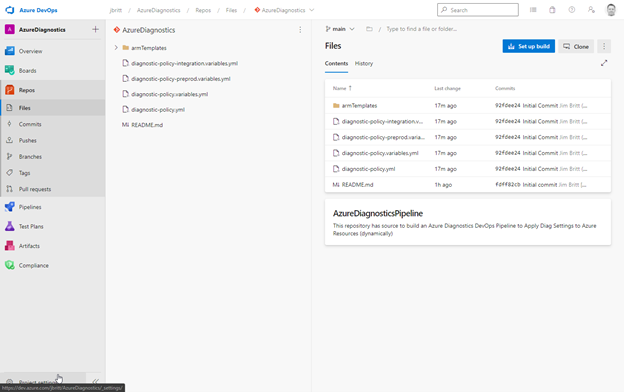 Azure DevOps
jbritt / AzureDiagnostics / Repos / Files / AzureDiagnostics
Search
A AzureDiagnostics +
Overview
Boards
Repos
Files
Commits
Pushes
Branches
Tags
Pull requests
Pipelines
Test Plans
Artifacts
Compliance
Project settings
https://dev.azure.com/jbritt/AzureDiagnostics/_settings/
AzureDiagnostics
armTemplates
diagnostic-policy-integration.variables.yml
diagnostic-policy-preprod.variables.yml
diagnostic-policy.variables.yml
diagnostic-policy.yml
README.md
main / Type to find a file or folder...
Files
Set up build
Clone
Contents History
Name ↑ Last change Commits
armTemplates 17m ago 92fdee24 Initial Commit Jim Britt (...
diagnostic-policy-integration.v... 17m ago 92fdee24 Initial Commit Jim Britt (...
diagnostic-policy-preprod.varia... 17m ago 92fdee24 Initial Commit Jim Britt (...
diagnostic-policy.variables.yml 17m ago 92fdee24 Initial Commit Jim Britt (...
diagnostic-policy.yml 17m ago 92fdee24 Initial Commit Jim Britt (...
README.md 1h ago fdff82cb Initial commit Jim Britt (...
AzureDiagnosticsPipeline
This repository has source to build an Azure Diagnostics DevOps Pipeline to Apply Diag Settings to Azure
Resources (dynamically)